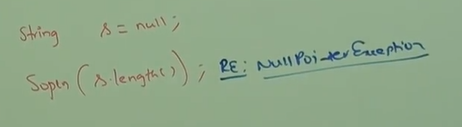 String s = null;
Sopln(s.length()); RE: NullPointerException